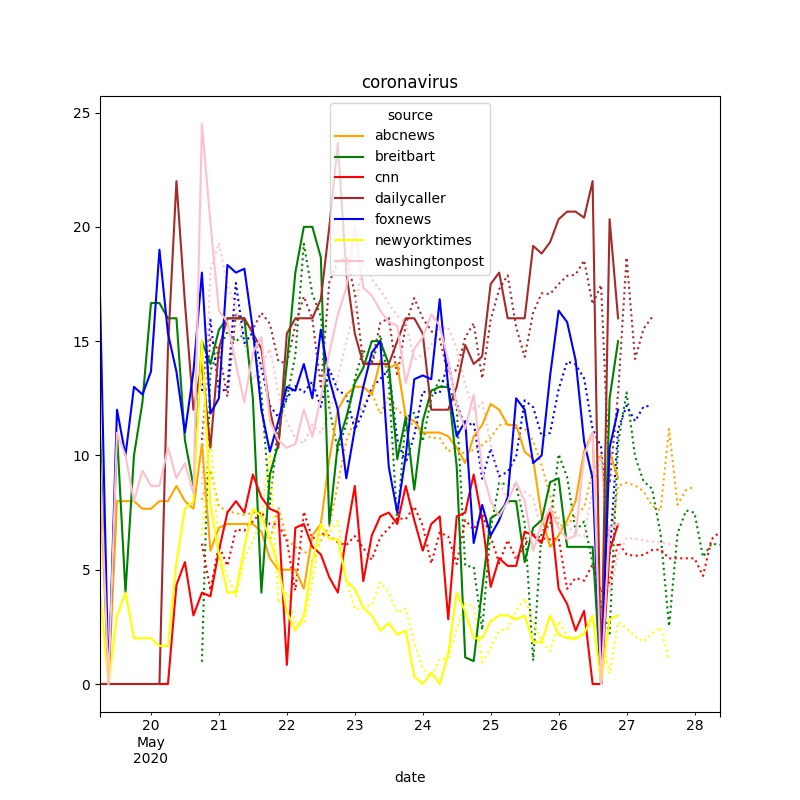 coronavirus
source
abcnews
breitbart
cnn
dailycaller
foxnews
newyorktimes
washingtonpost
25
20
15
10
5
0
20 21 22 23 24 25 26 27 28
May
2020
date